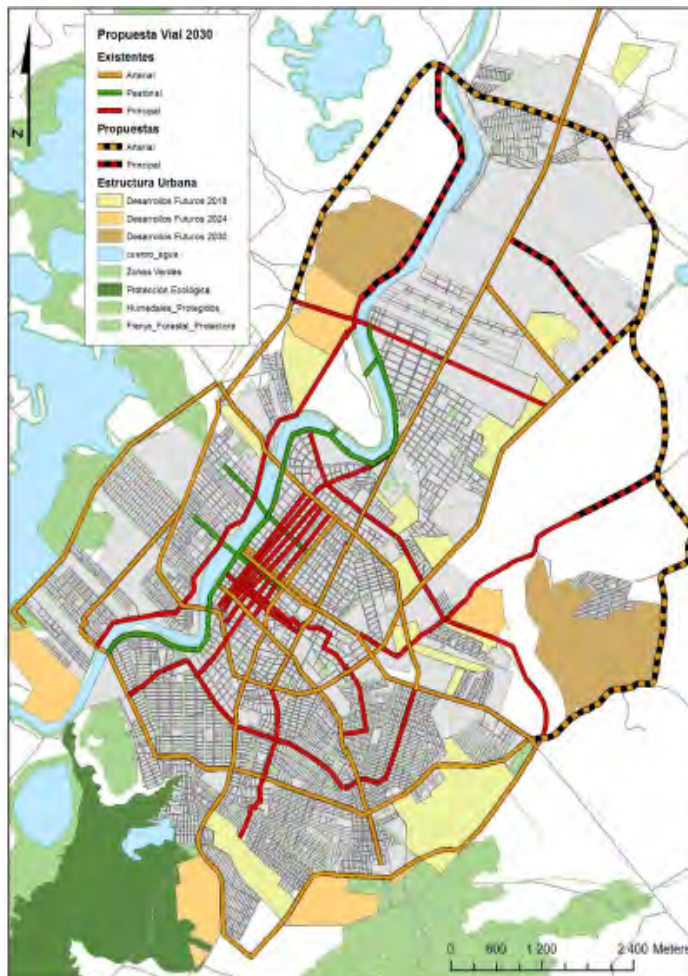 Propuesta Vial 2030
Existentes
Arterial
Peatonal
Principal
Propuestas
Arterial
Principal
Estructura Urbana
Desarrollos Futuros 2018
Desarrollos Futuros 2024
Desarrollos Futuros 2030
cuerpo_agua
Zonas Verdes
Protección Ecológica
Humedales_Protegidos
Franja_Forestal_Protectora
N
0 600 1 200 2 400 Metere